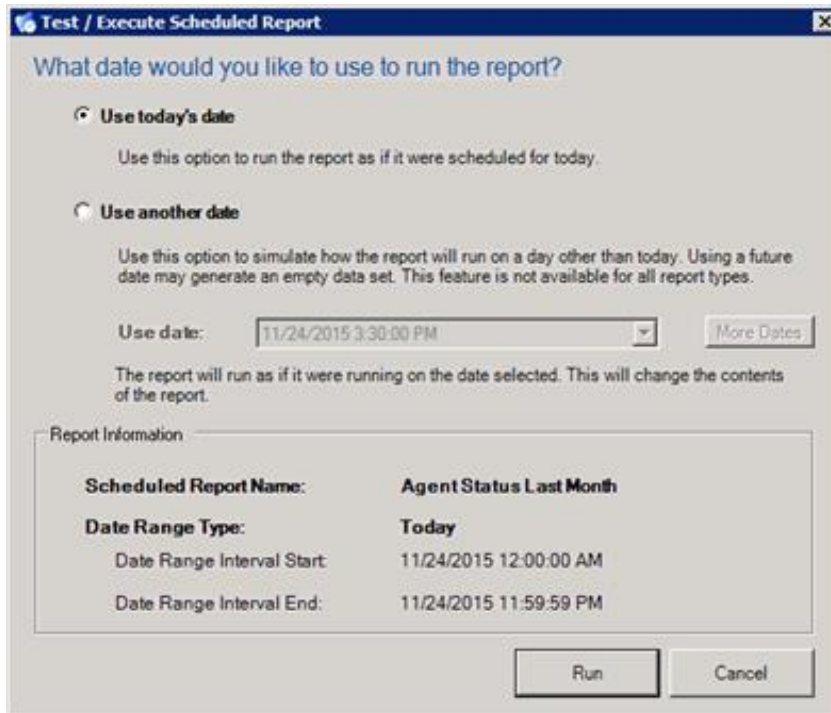 Test / Execute Scheduled Report
What date would you like to use to run the report?
Use today's date
Use this option to run the report as if it were scheduled for today.
Use another date
Use this option to simulate how the report will run on a day other than today. Using a future
date may generate an empty data set. This feature is not available for all report types.
Use date: 11/24/2015 3:30:00 PM More Dates
The report will run as if it were running on the date selected. This will change the contents
of the report.
Report Information
Scheduled Report Name: Agent Status Last Month
Date Range Type: Today
Date Range Interval Start: 11/24/2015 12:00:00 AM
Date Range Interval End: 11/24/2015 11:59:59 PM
Run Cancel